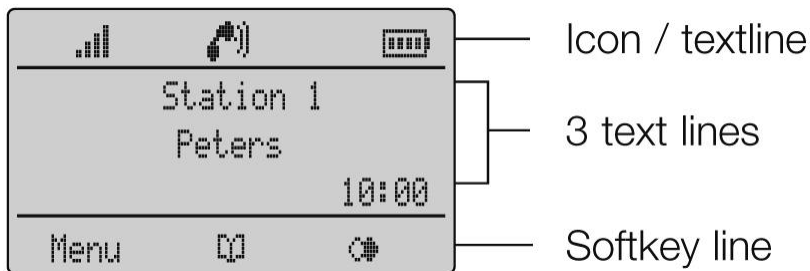 Icon / textline
Station 1
Peters
3 text lines
10:00
Menu
Softkey line